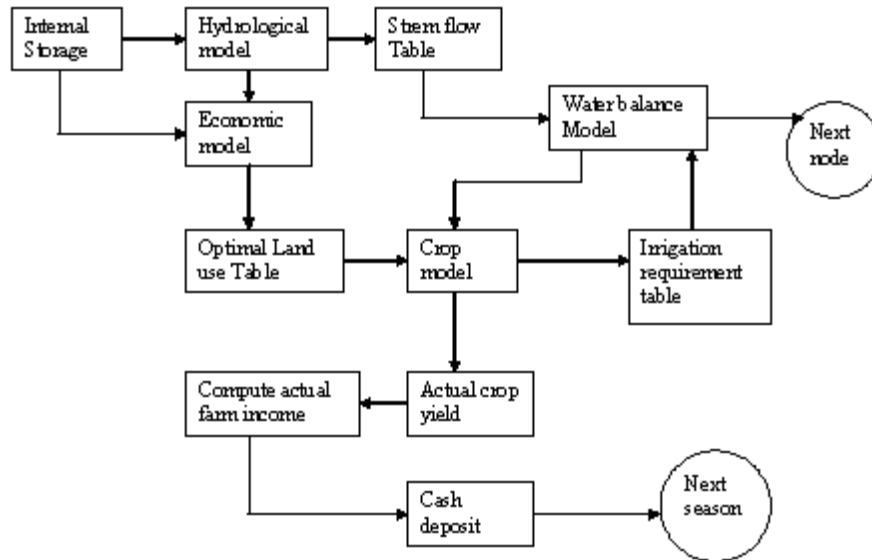 Internal
Storage
Hydrological
model
Strem flow
Table
Economic
model
Water balance
Model
Next
node
Optimal Land
use Table
Crop
model
Irrigation
requirement
table
Compute actual
farm income
Actual crop
yield
Cash
deposit
Next
season